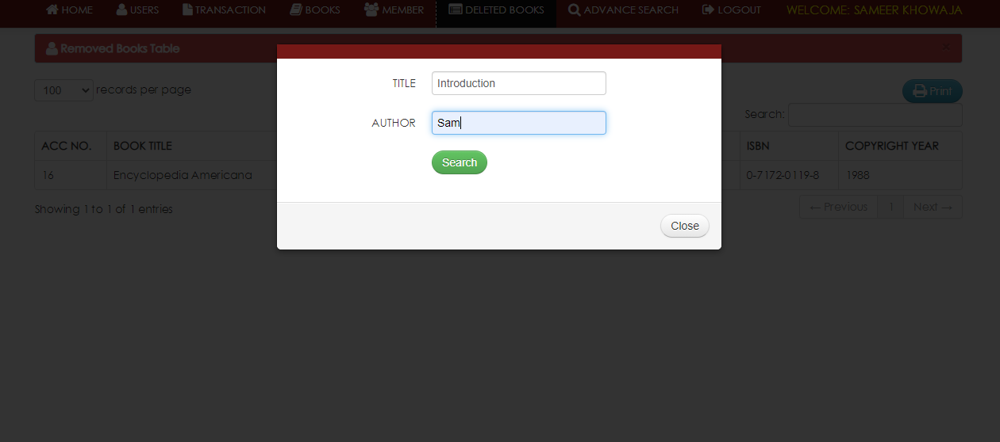 HOME USERS TRANSACTION BOOKS MEMBER DELETED BOOKS ADVANCE SEARCH LOGOUT WELCOME: SAMEER KHOWAJA
Removed Books Table ×
TITLE Introduction
AUTHOR Sam
Search
Close
100 records per page
Print
Search:
ACC NO. BOOK TITLE ISBN COPYRIGHT YEAR
16 Encyclopedia Americana 0-7172-0119-8 1988
Showing 1 to 1 of 1 entries ← Previous 1 Next →